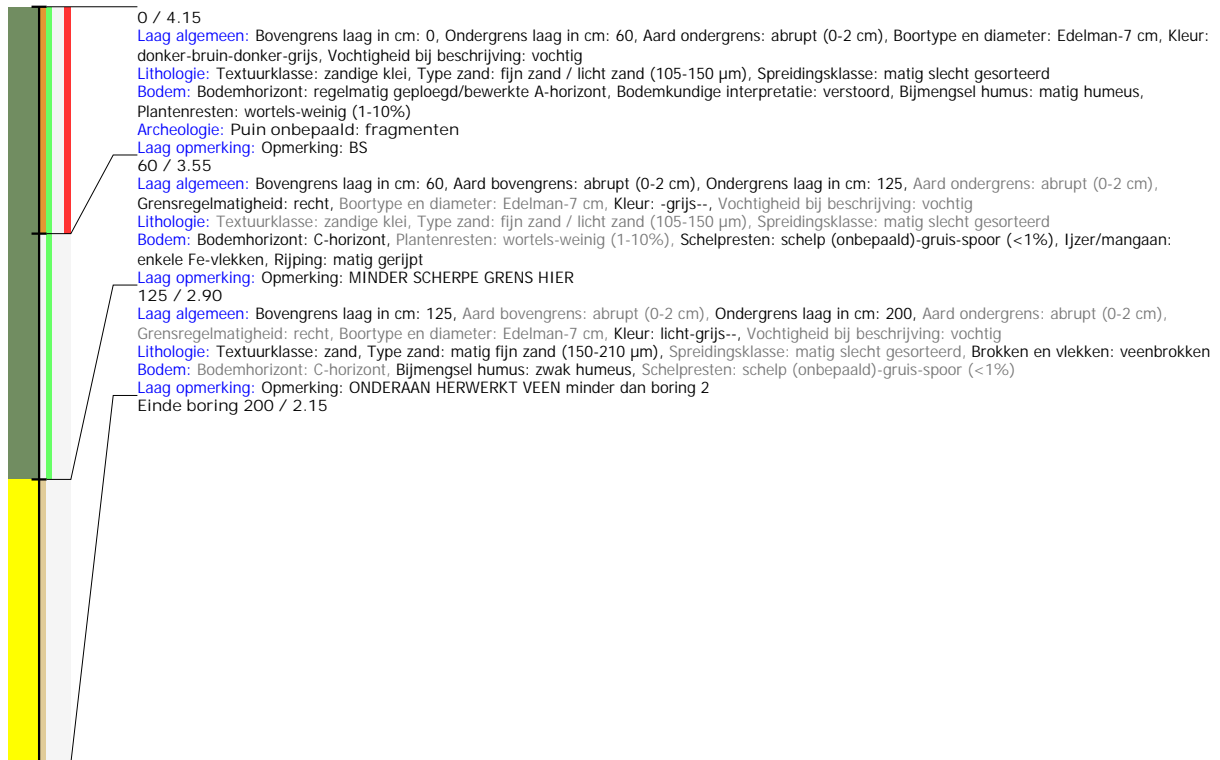 0 / 4.15
Laag algemeen: Bovengrens laag in cm: 0, Ondergrens laag in cm: 60, Aard ondergrens: abrupt (0-2 cm), Boortype en diameter: Edelman-7 cm, Kleur:
donker-bruin-donker-grijs, Vochtigheid bij beschrijving: vochtig
Lithologie: Textuurklasse: zandige klei, Type zand: fijn zand / licht zand (105-150 µm), Spreidingsklasse: matig slecht gesorteerd
Bodem: Bodemhorizont: regelmatig geploegd/bewerkte A-horizont, Bodemkundige interpretatie: verstoord, Bijmengsel humus: matig humeus,
Plantenresten: wortels-weinig (1-10%)
Archeologie: Puin onbepaald: fragmenten
Laag opmerking: Opmerking: BS
60 / 3.55
Laag algemeen: Bovengrens laag in cm: 60, Aard bovengrens: abrupt (0-2 cm), Ondergrens laag in cm: 125, Aard ondergrens: abrupt (0-2 cm),
Grensregelmatigheid: recht, Boortype en diameter: Edelman-7 cm, Kleur: -grijs--, Vochtigheid bij beschrijving: vochtig
Lithologie: Textuurklasse: zandige klei, Type zand: fijn zand / licht zand (105-150 µm), Spreidingsklasse: matig slecht gesorteerd
Bodem: Bodemhorizont: C-horizont, Plantenresten: wortels-weinig (1-10%), Schelpresten: schelp (onbepaald)-gruis-spoor (<1%), Ijzer/mangaan:
enkele Fe-vlekken, Rijping: matig gerijpt
Laag opmerking: Opmerking: MINDER SCHERPE GRENS HIER
125 / 2.90
Laag algemeen: Bovengrens laag in cm: 125, Aard bovengrens: abrupt (0-2 cm), Ondergrens laag in cm: 200, Aard ondergrens: abrupt (0-2 cm),
Grensregelmatigheid: recht, Boortype en diameter: Edelman-7 cm, Kleur: licht-grijs--, Vochtigheid bij beschrijving: vochtig
Lithologie: Textuurklasse: zand, Type zand: matig fijn zand (150-210 µm), Spreidingsklasse: matig slecht gesorteerd, Brokken en vlekken: veenbrokken
Bodem: Bodemhorizont: C-horizont, Bijmengsel humus: zwak humeus, Schelpresten: schelp (onbepaald)-gruis-spoor (<1%)
Laag opmerking: Opmerking: ONDERAAN HERWERKT VEEN minder dan boring 2
Einde boring 200 / 2.15